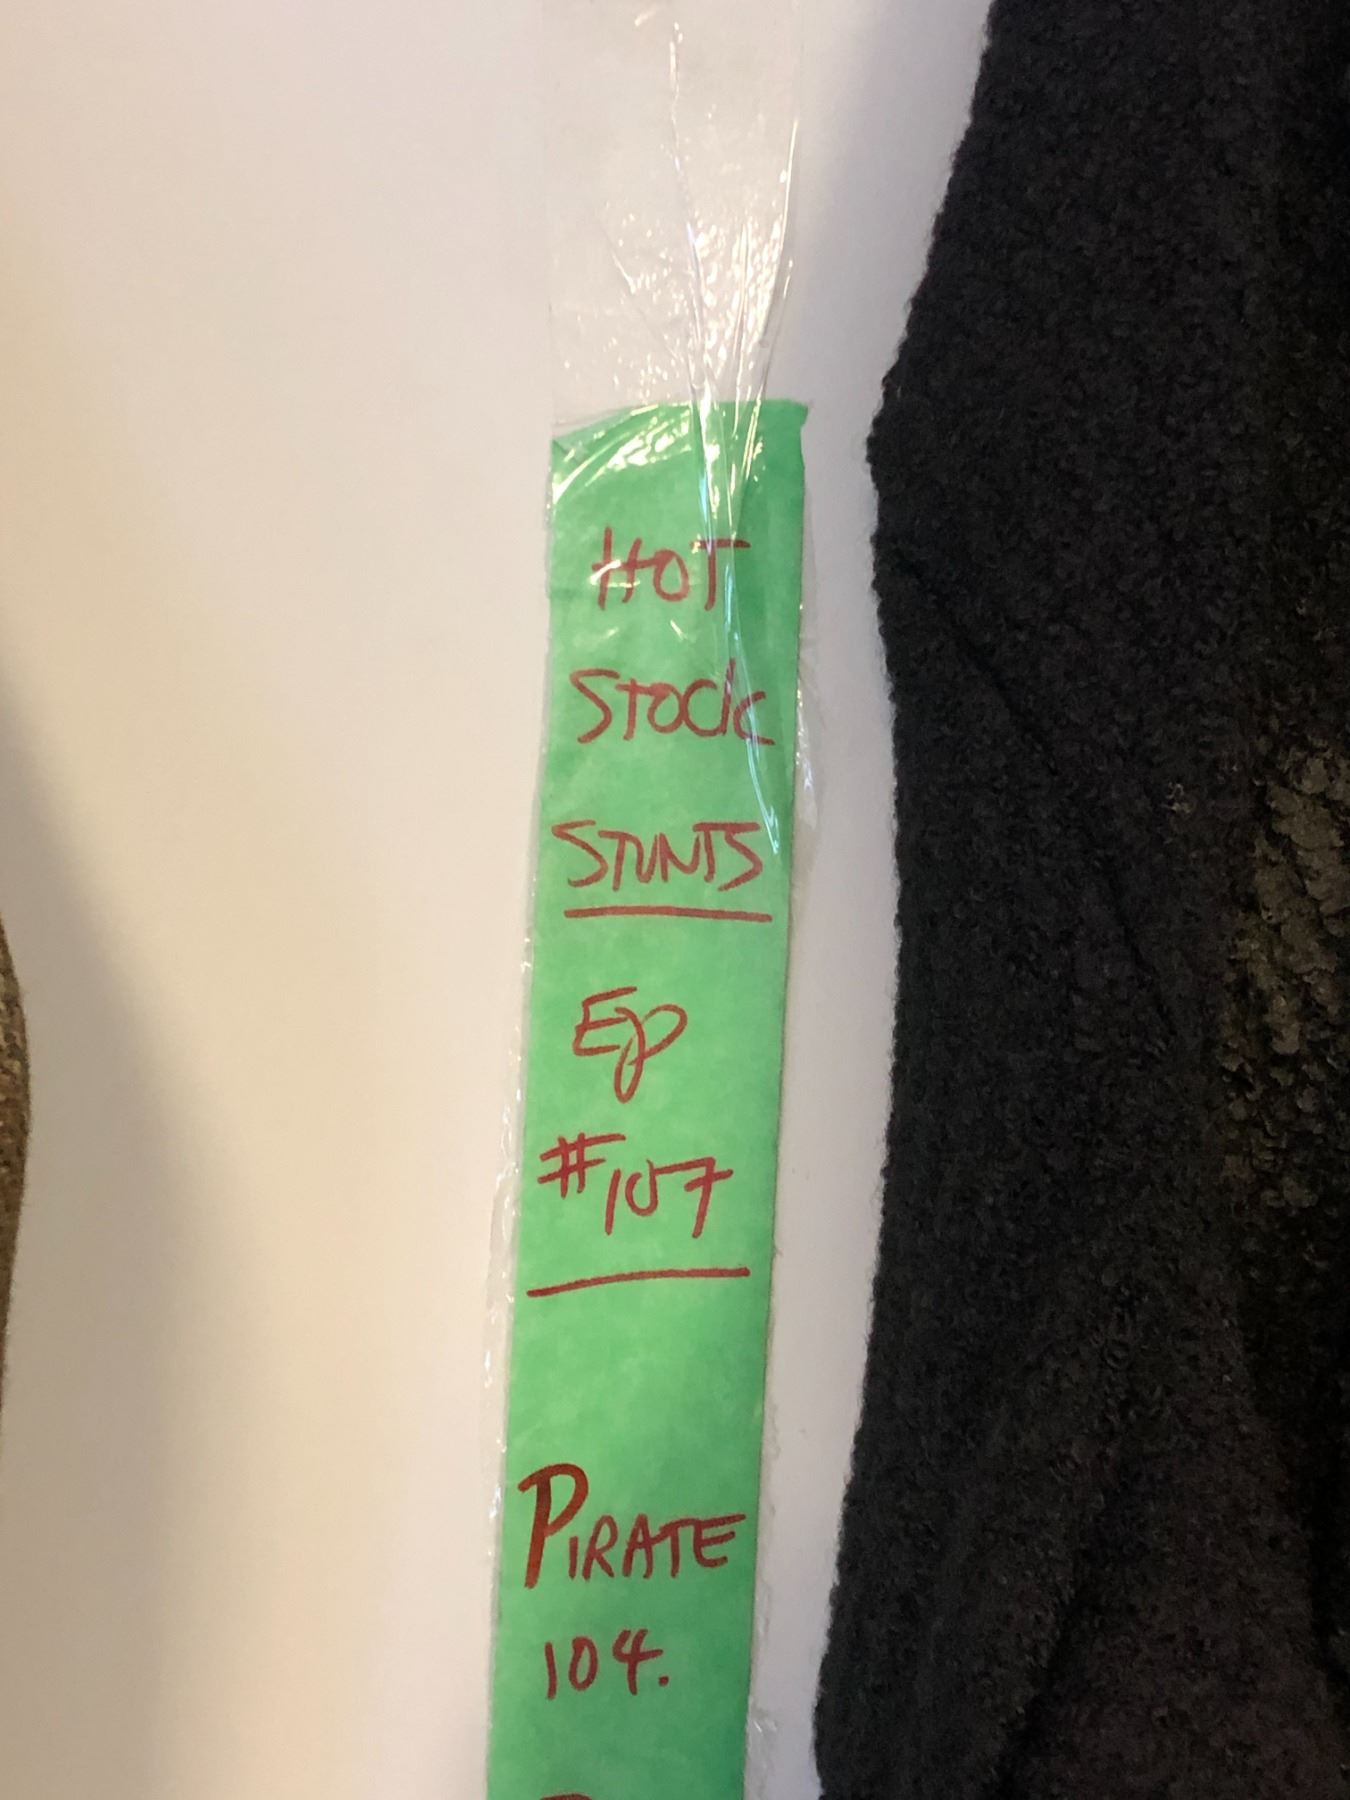 HOT
STOCK
STUNTS
Ep
#107
PIRATE
104.